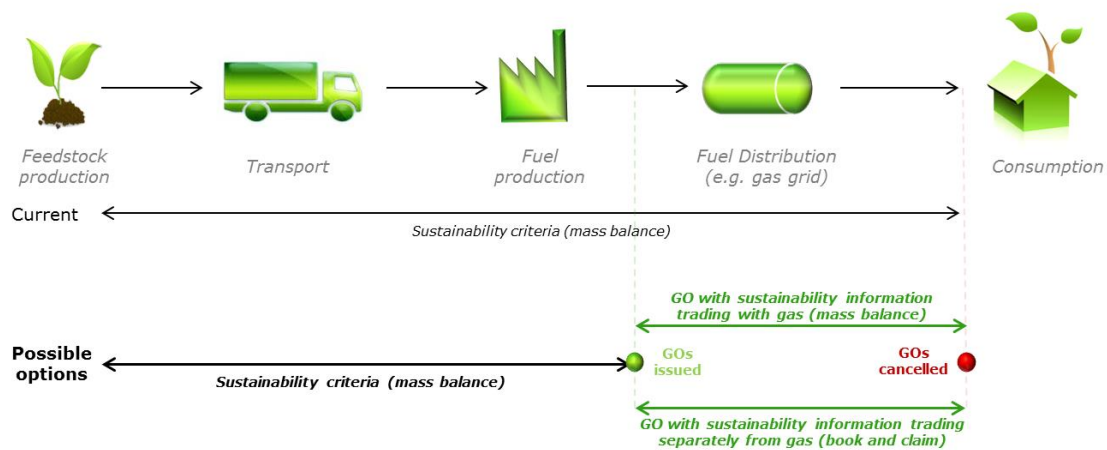 Feedstock
production
Transport
Fuel
production
Fuel Distribution
(e.g. gas grid)
Consumption
Current
Sustainability criteria (mass balance)
GO with sustainability information
trading with gas (mass balance)
Possible
options
GOs
issued
GOs
cancelled
Sustainability criteria (mass balance)
GO with sustainability information trading
separately from gas (book and claim)